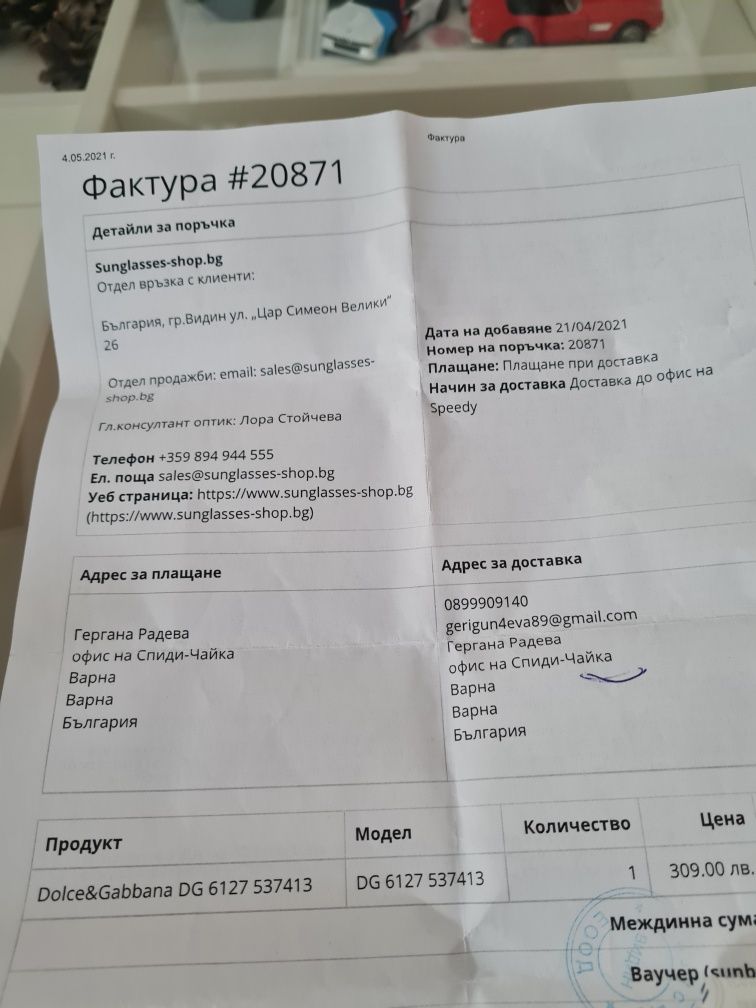 4.05.2021 г.
Фактура
Фактура #20871
Детайли за поръчка
Sunglasses-shop.bg
Отдел връзка с клиенти:
България, гр.Видин ул. „Цар Симеон Велики“
26
Отдел продажби: email: sales@sunglasses-
shop.bg
Гл.консултант оптик: Лора Стойчева
Телефон +359 894 944 555
Ел. поща sales@sunglasses-shop.bg
Уеб страница: https://www.sunglasses-shop.bg
(https://www.sunglasses-shop.bg)
Дата на добавяне 21/04/2021
Номер на поръчка: 20871
Плащане: Плащане при доставка
Начин за доставка Доставка до офис на
Speedy
Адрес за плащане
Гергана Радева
офис на Спиди-Чайка
Варна
Варна
България
Адрес за доставка
0899909140
gerigun4eva89@gmail.com
Гергана Радева
офис на Спиди-Чайка
Варна
Варна
България
Продукт Модел Количество Цена
Dolce&Gabbana DG 6127 537413 DG 6127 537413 1 309.00 лв.
Междинна сума
Ваучер (sunb
ЕООД